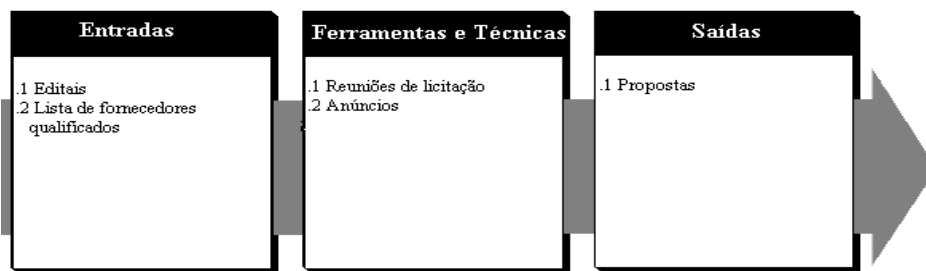 Entradas
.1 Editais
.2 Lista de fornecedores
qualificados
Ferramentas e Técnicas
.1 Reuniões de licitação
.2 Anúncios
Saídas
.1 Propostas